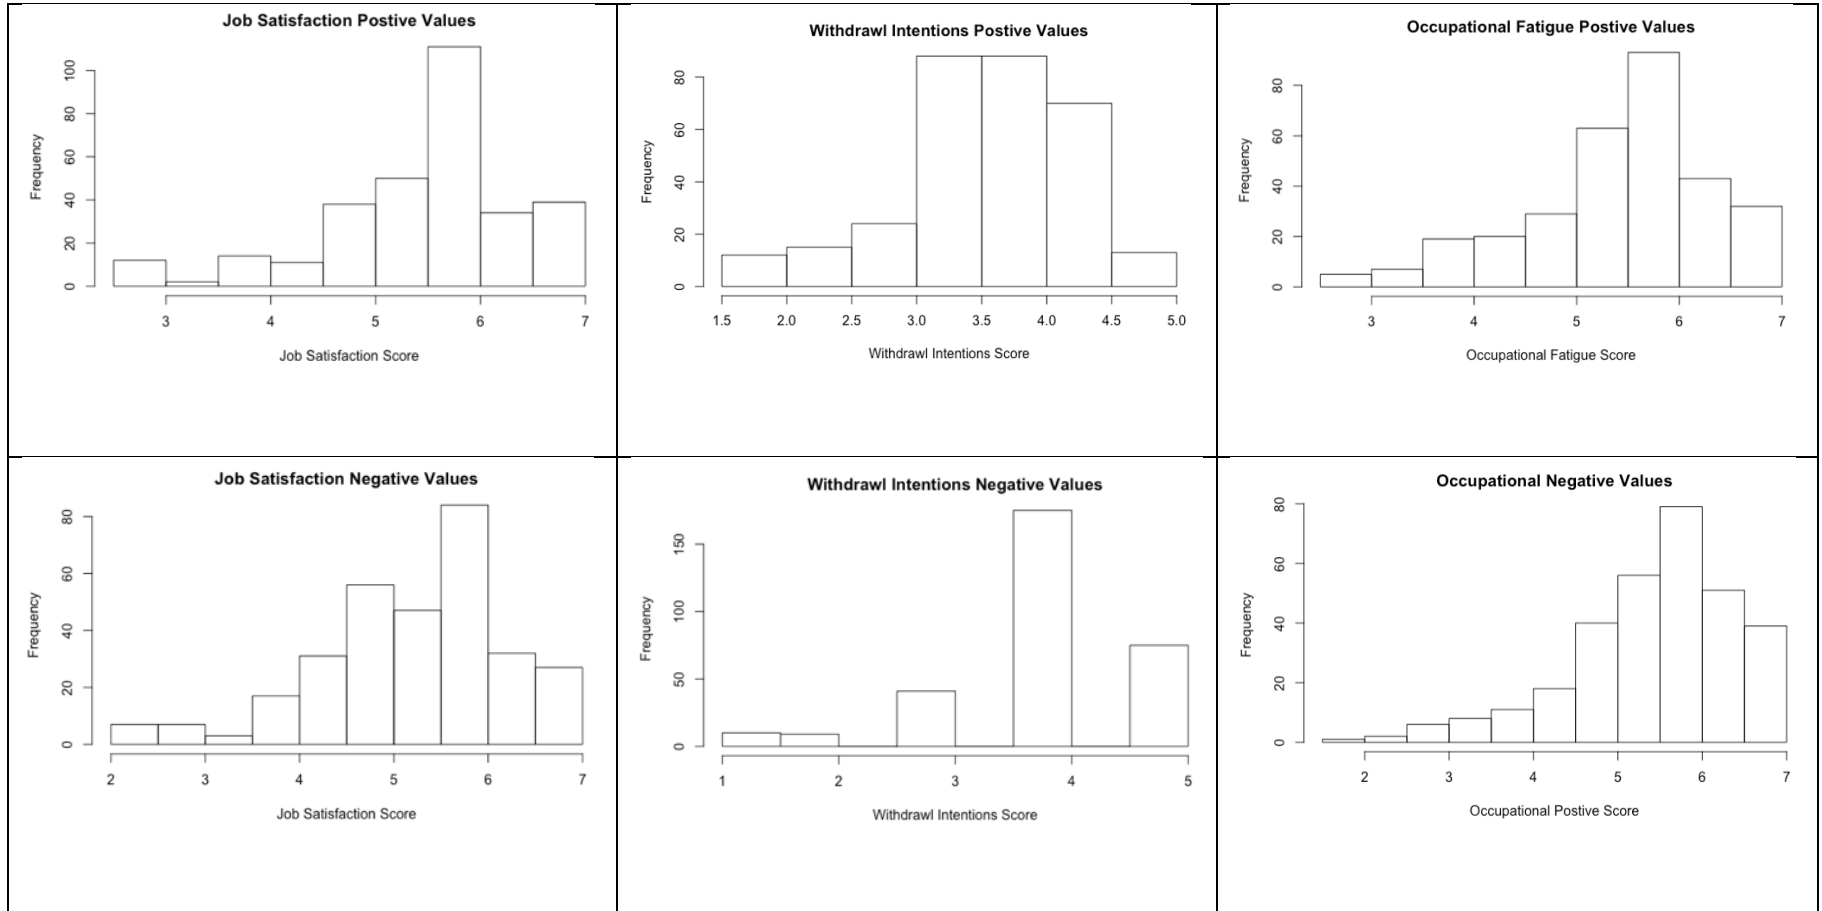 Job Satisfaction Postive Values
100
80
60
40
20
0
Frequency
3 4 5 6 7
Job Satisfaction Score
Withdrawl Intentions Postive Values
80
60
40
20
0
Frequency
1.5 2.0 2.5 3.0 3.5 4.0 4.5 5.0
Withdrawl Intentions Score
Occupational Fatigue Postive Values
80
60
40
20
0
Frequency
3 4 5 6 7
Occupational Fatigue Score
Job Satisfaction Negative Values
80
60
40
20
0
Frequency
2 3 4 5 6 7
Job Satisfaction Score
Withdrawl Intentions Negative Values
150
100
50
0
Frequency
1 2 3 4 5
Withdrawl Intentions Score
Occupational Negative Values
80
60
40
20
0
Frequency
2 3 4 5 6 7
Occupational Postive Score